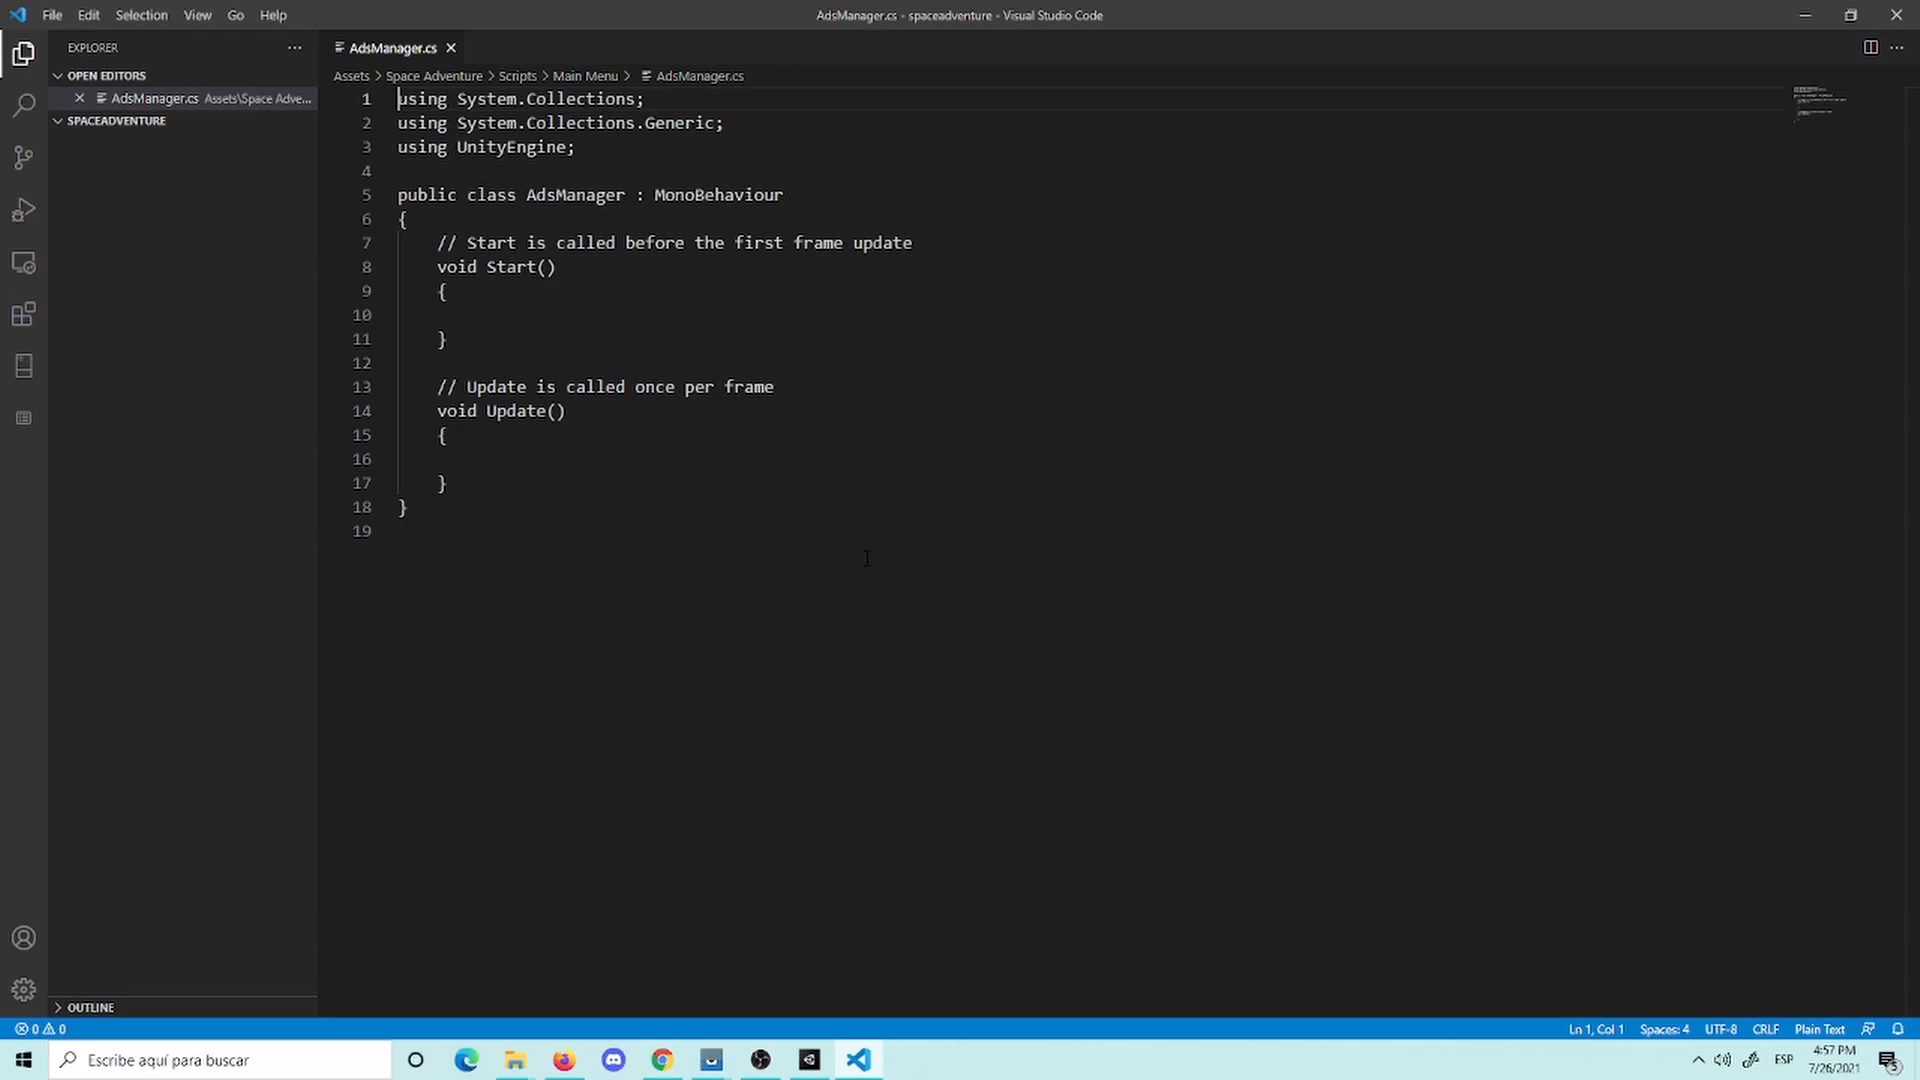 File Edit Selection View Go Help
AdsManager.cs - spaceadventure - Visual Studio Code
EXPLORER
AdsManager.cs
OPEN EDITORS
AdsManager.cs Assets\Space Adve...
SPACEADVENTURE
Assets > Space Adventure > Scripts > Main Menu > AdsManager.cs
1 using System.Collections;
2 using System.Collections.Generic;
3 using UnityEngine;
4
5 public class AdsManager : MonoBehaviour
6 {
7 // Start is called before the first frame update
8 void Start()
9 {
10
11 }
12
13 // Update is called once per frame
14 void Update()
15 {
16
17 }
18 }
19
OUTLINE
0 0
Ln 1, Col 1 Spaces: 4 UTF-8 CRLF Plain Text
Escribe aquí para buscar
ESP
4:57 PM
7/26/2021
5